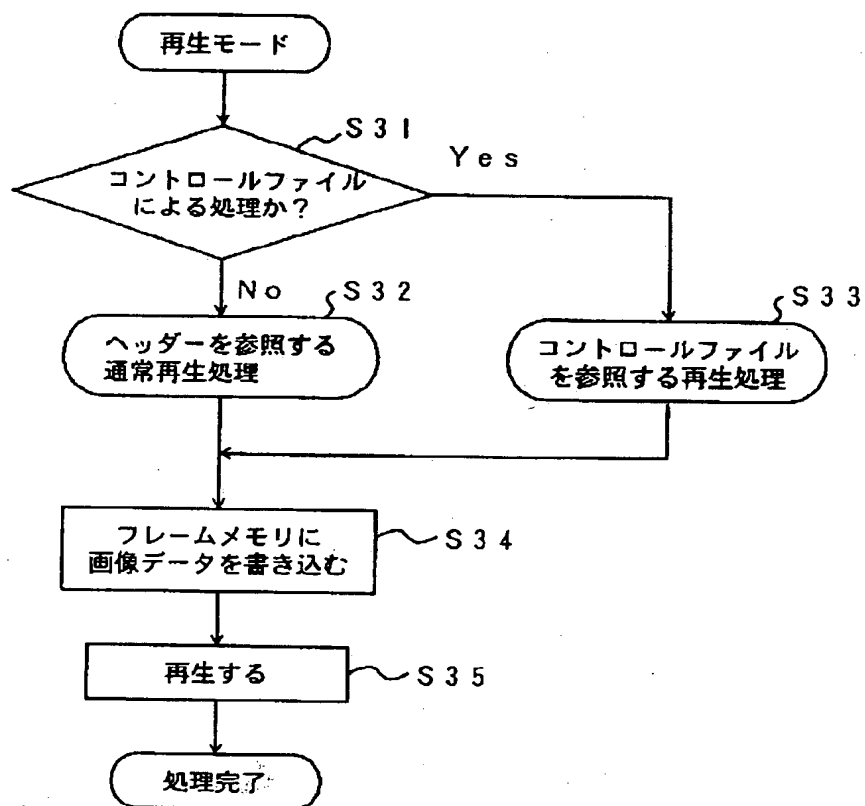 再生モード
S31
コントロールファイル
による処理か?
Yes
No
S32
ヘッダーを参照する
通常再生処理
S33
コントロールファイル
を参照する再生処理
フレームメモリに
画像データを書き込む
S34
再生する
S35
処理完了